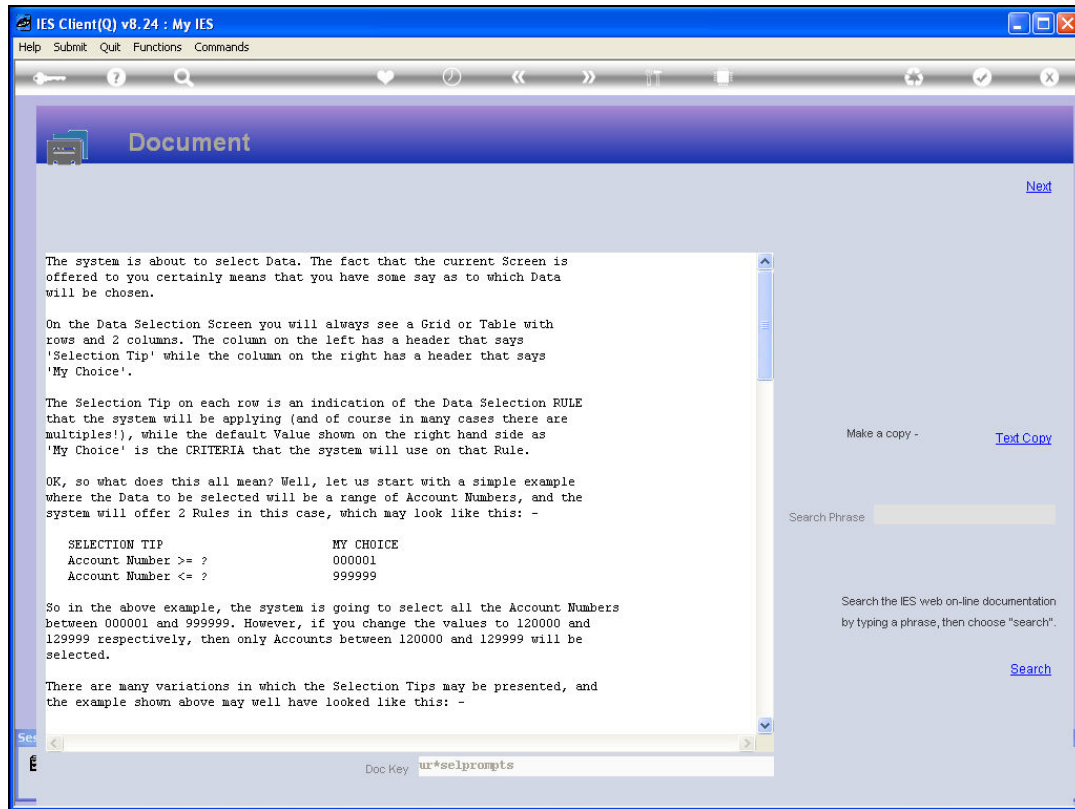 IES Client(Q) v8.24 : My IES
Help Submit Quit Functions Commands
Document
Next
The system is about to select Data. The fact that the current Screen is
offered to you certainly means that you have some say as to which Data
will be chosen.
On the Data Selection Screen you will always see a Grid or Table with
rows and 2 columns. The column on the left has a header that says
'Selection Tip' while the column on the right has a header that says
'My Choice'.
The Selection Tip on each row is an indication of the Data Selection RULE
that the system will be applying (and of course in many cases there are
multiples!), while the default Value shown on the right hand side as
'My Choice' is the CRITERIA that the system will use on that Rule.
OK, so what does this all mean? Well, let us start with a simple example
where the Data to be selected will be a range of Account Numbers, and the
system will offer 2 Rules in this case, which may look like this: -
SELECTION TIP MY CHOICE
Account Number >= ? 000001
Account Number <= ? 999999
So in the above example, the system is going to select all the Account Numbers
between 000001 and 999999. However, if you change the values to 120000 and
129999 respectively, then only Accounts between 120000 and 129999 will be
selected.
There are many variations in which the Selection Tips may be presented, and
the example shown above may well have looked like this: -
Make a copy -
Text Copy
Search Phrase
Search the IES web on-line documentation
by typing a phrase, then choose "search".
Search
Ses
Doc Key ur*selprompts